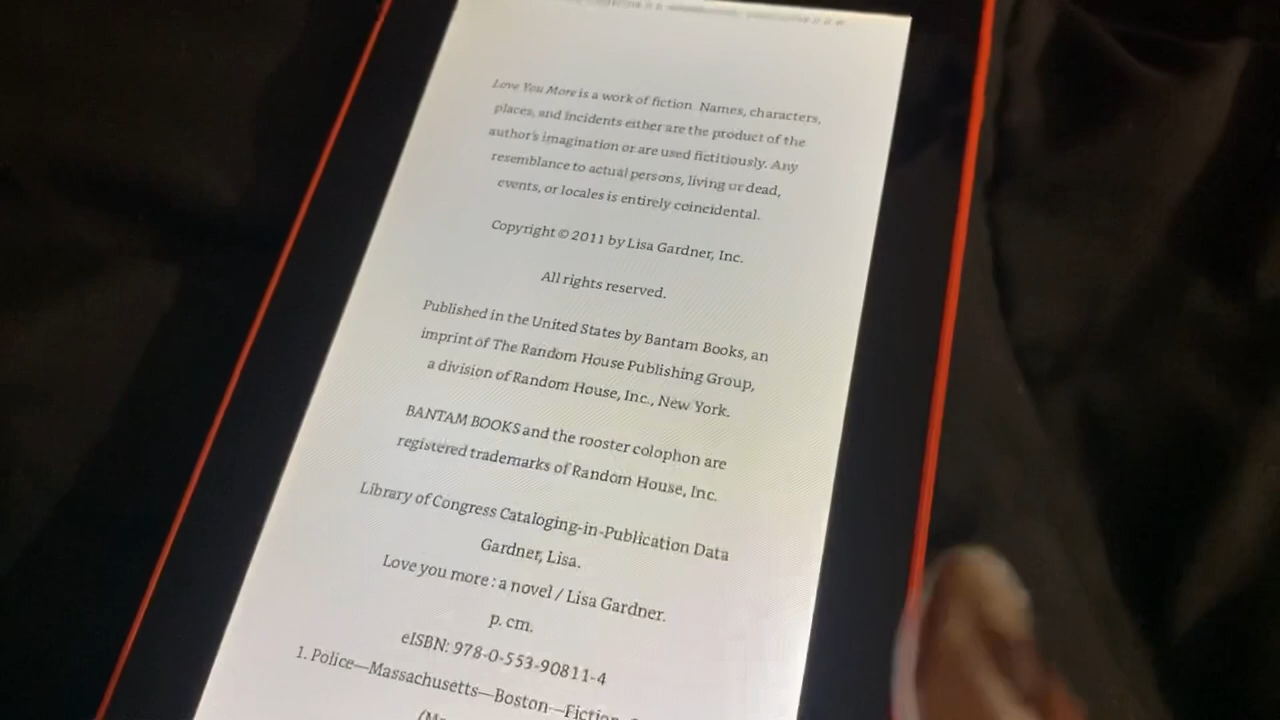 Love You More is a work of fiction. Names, characters,
places, and incidents either are the product of the
author's imagination or are used fictitiously. Any
resemblance to actual persons, living or dead,
events, or locales is entirely coincidental.
Copyright © 2011 by Lisa Gardner, Inc.
All rights reserved.
Published in the United States by Bantam Books, an
imprint of The Random House Publishing Group,
a division of Random House, Inc., New York.
BANTAM BOOKS and the rooster colophon are
registered trademarks of Random House, Inc.
Library of Congress Cataloging-in-Publication Data
Gardner, Lisa.
Love you more : a novel / Lisa Gardner.
p. cm.
eISBN: 978-0-553-90811-4
1. Police—Massachusetts—Boston—Fiction.